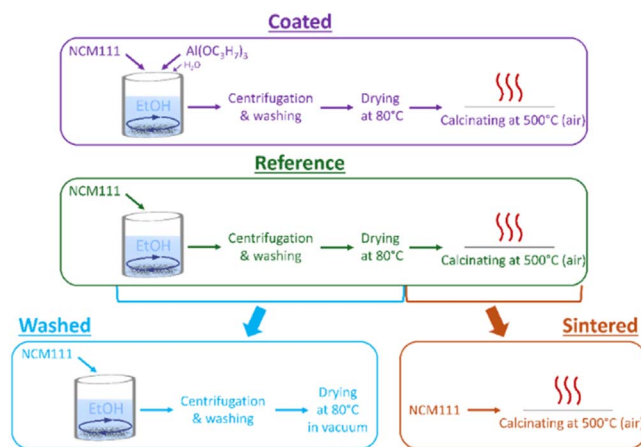 Coated
NCM111
Al(OC₃H₇)₃
H₂O
EtOH
Centrifugation
& washing
Drying
at 80°C
Calcinating at 500°C (air)
Reference
NCM111
EtOH
Centrifugation
& washing
Drying
at 80°C
Calcinating at 500°C (air)
Washed
NCM111
EtOH
Centrifugation
& washing
Drying
at 80°C
in vacuum
Sintered
NCM111
Calcinating at 500°C (air)